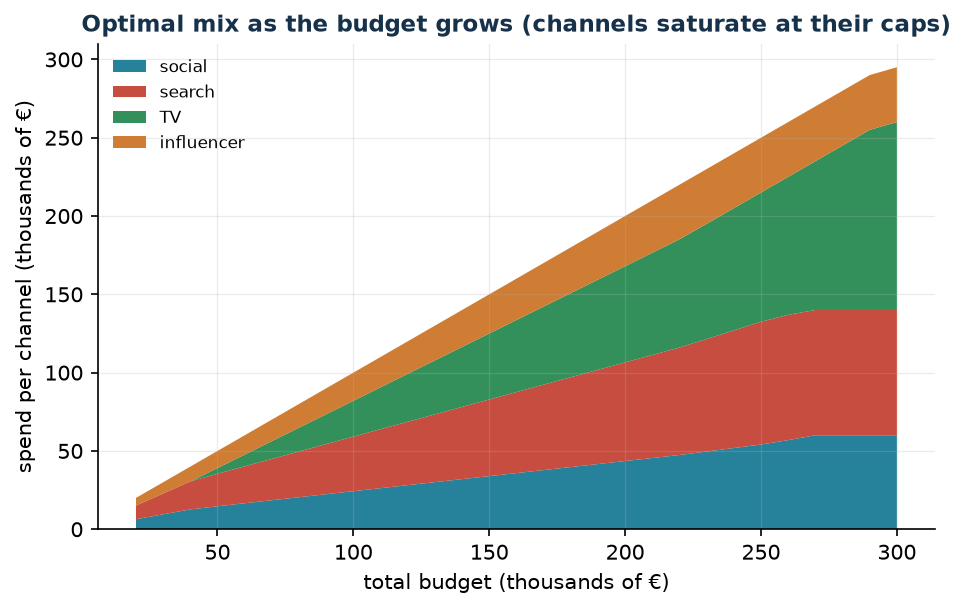 Optimal mix as the budget grows (channels saturate at their caps)
social
search
TV
influencer
300
250
200
150
100
50
0
spend per channel (thousands of €)
50
100
150
200
250
300
total budget (thousands of €)